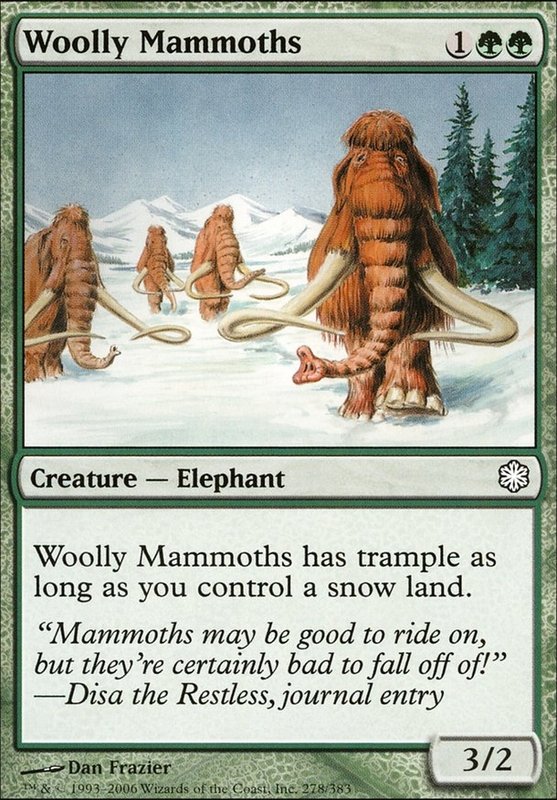 Woolly Mammoths 1
Creature — Elephant
Woolly Mammoths has trample as
long as you control a snow land.
“Mammoths may be good to ride on,
but they’re certainly bad to fall off of!”
—Disa the Restless, journal entry
3/2
Dan Frazier
™ & © 1993–2006 Wizards of the Coast, Inc. 278/383